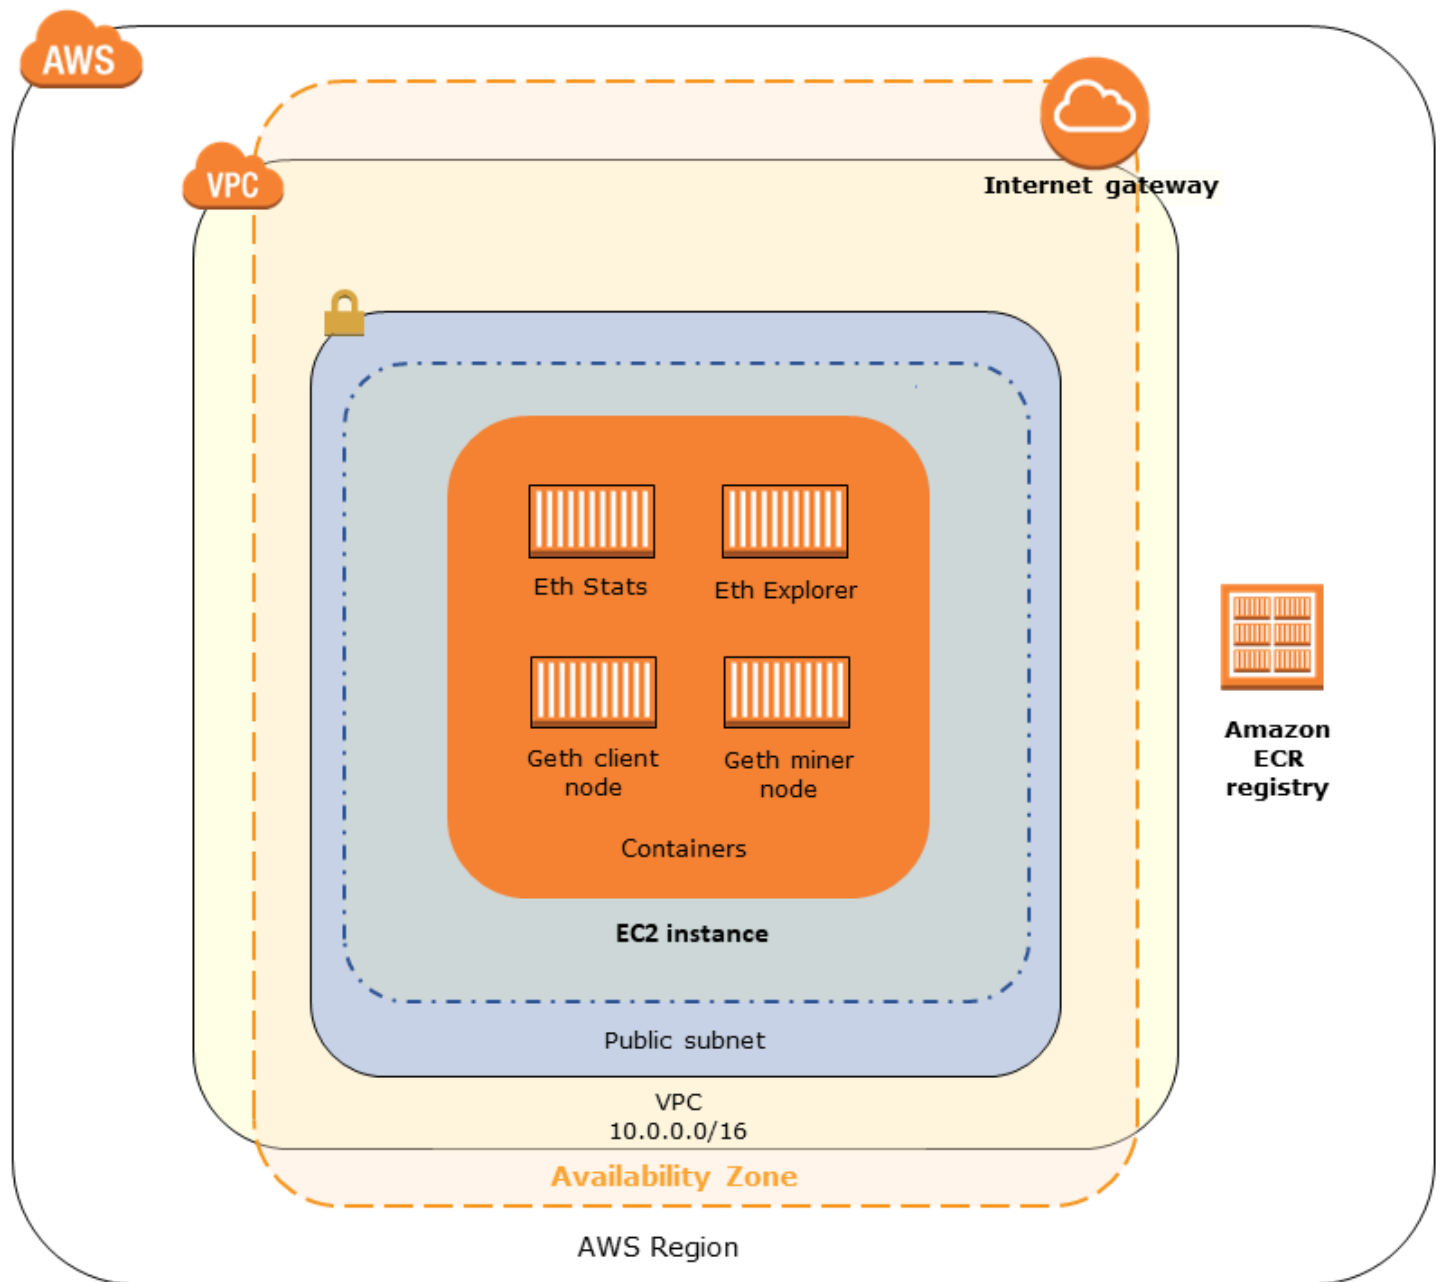 AWS
VPC
Internet gateway
Eth Stats
Eth Explorer
Geth client
node
Geth miner
node
Containers
EC2 instance
Public subnet
VPC
10.0.0.0/16
Availability Zone
AWS Region
Amazon
ECR
registry